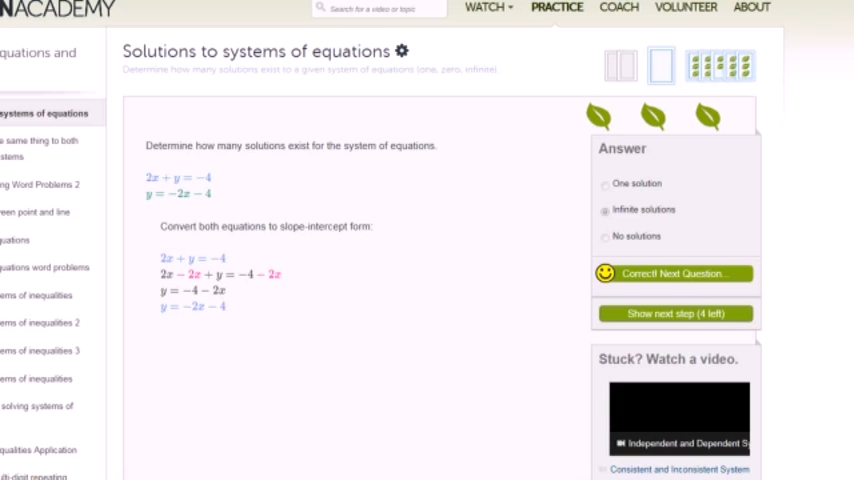 NACADEMY
Search for a video or topic
WATCH
PRACTICE
COACH
VOLUNTEER
ABOUT
quations and
systems of equations
e same thing to both
stems
ng Word Problems 2
een point and line
quations
quations word problems
ems of inequalities
ems of inequalities 2
ems of inequalities 3
ems of inequalities
solving systems of
qualities Application
ulti-digit repeating
Solutions to systems of equations
Determine how many solutions exist to a given system of equations (one, zero, infinite).
Determine how many solutions exist for the system of equations.
2x + y = −4
y = −2x − 4
Convert both equations to slope-intercept form:
2x + y = −4
2x − 2x + y = −4 − 2x
y = −4 − 2x
y = −2x − 4
Answer
One solution
Infinite solutions
No solutions
Correct! Next Question...
Show next step (4 left)
Stuck? Watch a video.
Independent and Dependent S
Consistent and Inconsistent System